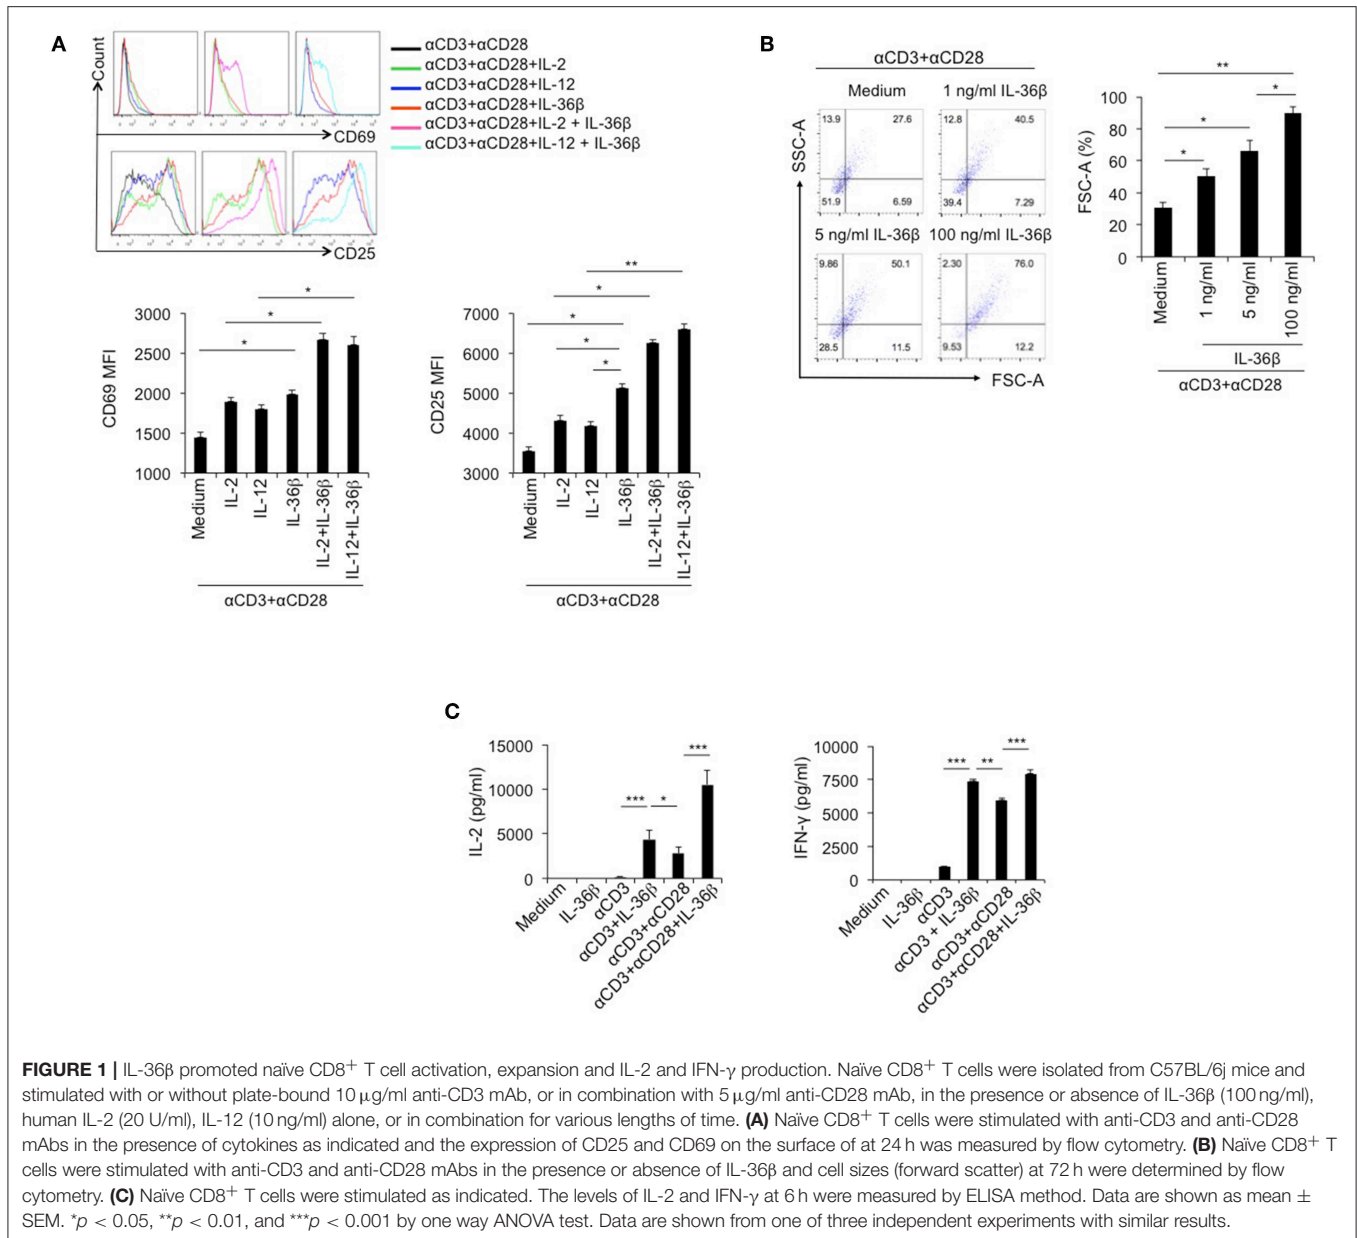 A
Count
CD69
CD25
αCD3+αCD28
αCD3+αCD28+IL-2
αCD3+αCD28+IL-12
αCD3+αCD28+IL-36β
αCD3+αCD28+IL-2 + IL-36β
αCD3+αCD28+IL-12 + IL-36β
CD69 MFI
3000
2500
2000
1500
1000
*
*
*
Medium
IL-2
IL-12
IL-36β
IL-2+IL-36β
IL-12+IL-36β
αCD3+αCD28
CD25 MFI
7000
6000
5000
4000
3000
**
*
*
*
*
Medium
IL-2
IL-12
IL-36β
IL-2+IL-36β
IL-12+IL-36β
αCD3+αCD28
B
αCD3+αCD28
Medium
1 ng/ml IL-36β
SSC-A
13.9 27.6
51.9 6.59
12.8 40.5
39.4 7.29
5 ng/ml IL-36β
100 ng/ml IL-36β
9.86 50.1
28.5 11.5
2.30 76.0
9.53 12.2
FSC-A
FSC-A (%)
100
80
60
40
20
0
**
*
*
*
Medium
1 ng/ml
5 ng/ml
100 ng/ml
IL-36β
αCD3+αCD28
C
IL-2 (pg/ml)
15000
10000
5000
0
***
*
***
Medium
IL-36β
αCD3
αCD3+IL-36β
αCD3+αCD28
αCD3+αCD28+IL-36β
IFN-γ (pg/ml)
10000
7500
5000
2500
0
***
**
***
Medium
IL-36β
αCD3
αCD3 + IL-36β
αCD3+αCD28
αCD3+αCD28+IL-36β
FIGURE 1 | IL-36β promoted naïve CD8⁺ T cell activation, expansion and IL-2 and IFN-γ production. Naïve CD8⁺ T cells were isolated from C57BL/6j mice and
stimulated with or without plate-bound 10 μg/ml anti-CD3 mAb, or in combination with 5 μg/ml anti-CD28 mAb, in the presence or absence of IL-36β (100 ng/ml),
human IL-2 (20 U/ml), IL-12 (10 ng/ml) alone, or in combination for various lengths of time. (A) Naïve CD8⁺ T cells were stimulated with anti-CD3 and anti-CD28
mAbs in the presence of cytokines as indicated and the expression of CD25 and CD69 on the surface of at 24 h was measured by flow cytometry. (B) Naïve CD8⁺ T
cells were stimulated with anti-CD3 and anti-CD28 mAbs in the presence or absence of IL-36β and cell sizes (forward scatter) at 72 h were determined by flow
cytometry. (C) Naïve CD8⁺ T cells were stimulated as indicated. The levels of IL-2 and IFN-γ at 6 h were measured by ELISA method. Data are shown as mean ±
SEM. *p < 0.05, **p < 0.01, and ***p < 0.001 by one way ANOVA test. Data are shown from one of three independent experiments with similar results.